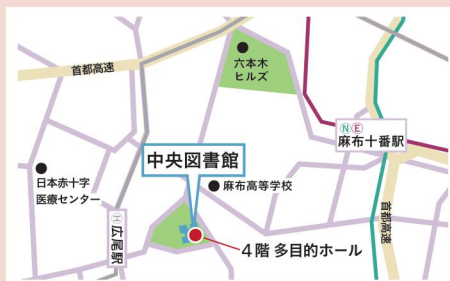 首都高速
六本木
ヒルズ
N E
麻布十番駅
中央図書館
日本赤十字
医療センター
麻布高等学校
H
広尾駅
首都高速
4階 多目的ホール